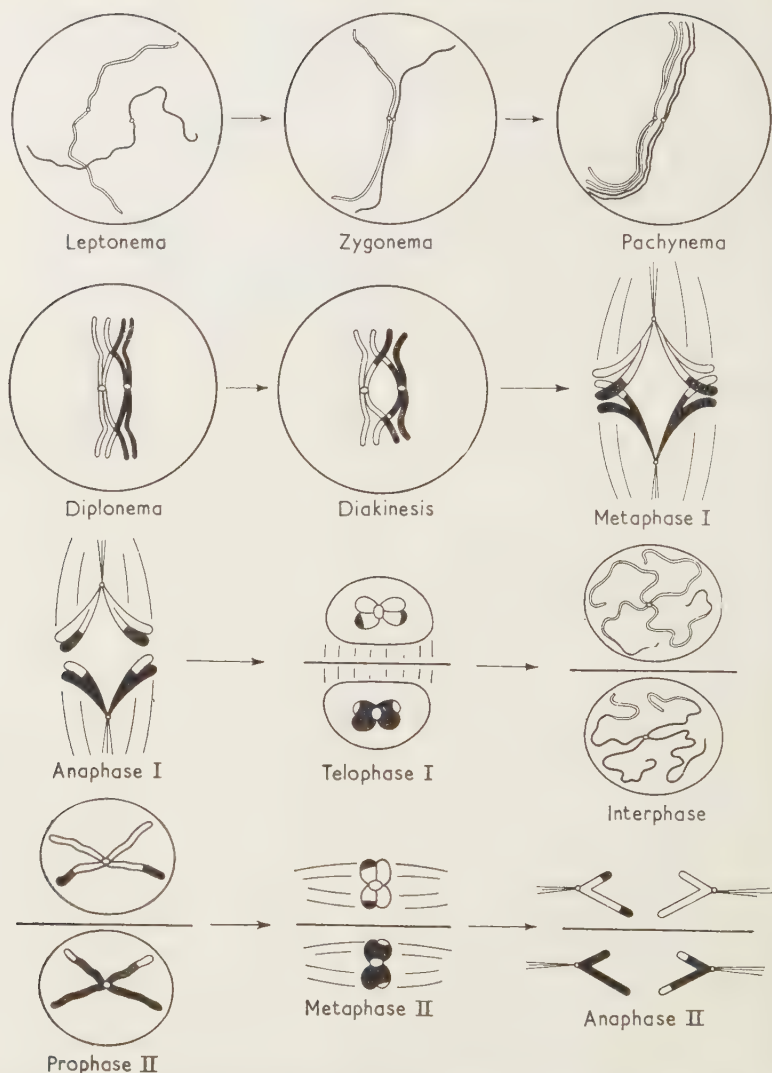 Leptonema
Zygonema
Pachynema
Diplonema
Diakinesis
Metaphase I
Anaphase I
Telophase I
Interphase
Prophase II
Metaphase II
Anaphase II